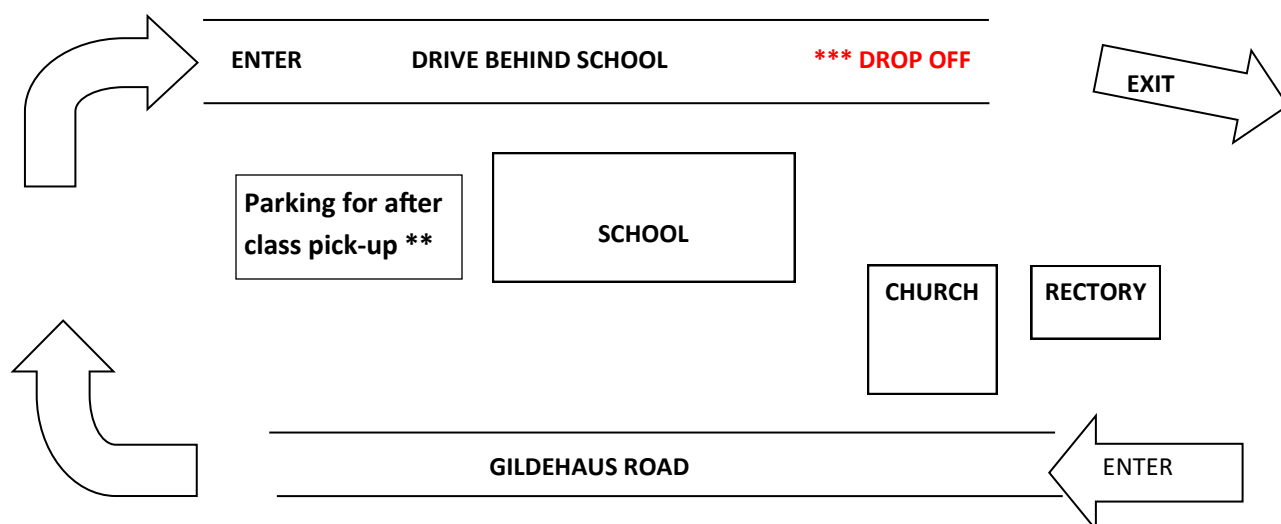 ENTER DRIVE BEHIND SCHOOL *** DROP OFF
EXIT
Parking for after
class pick-up **
SCHOOL
CHURCH
RECTORY
GILDEHAUS ROAD
ENTER